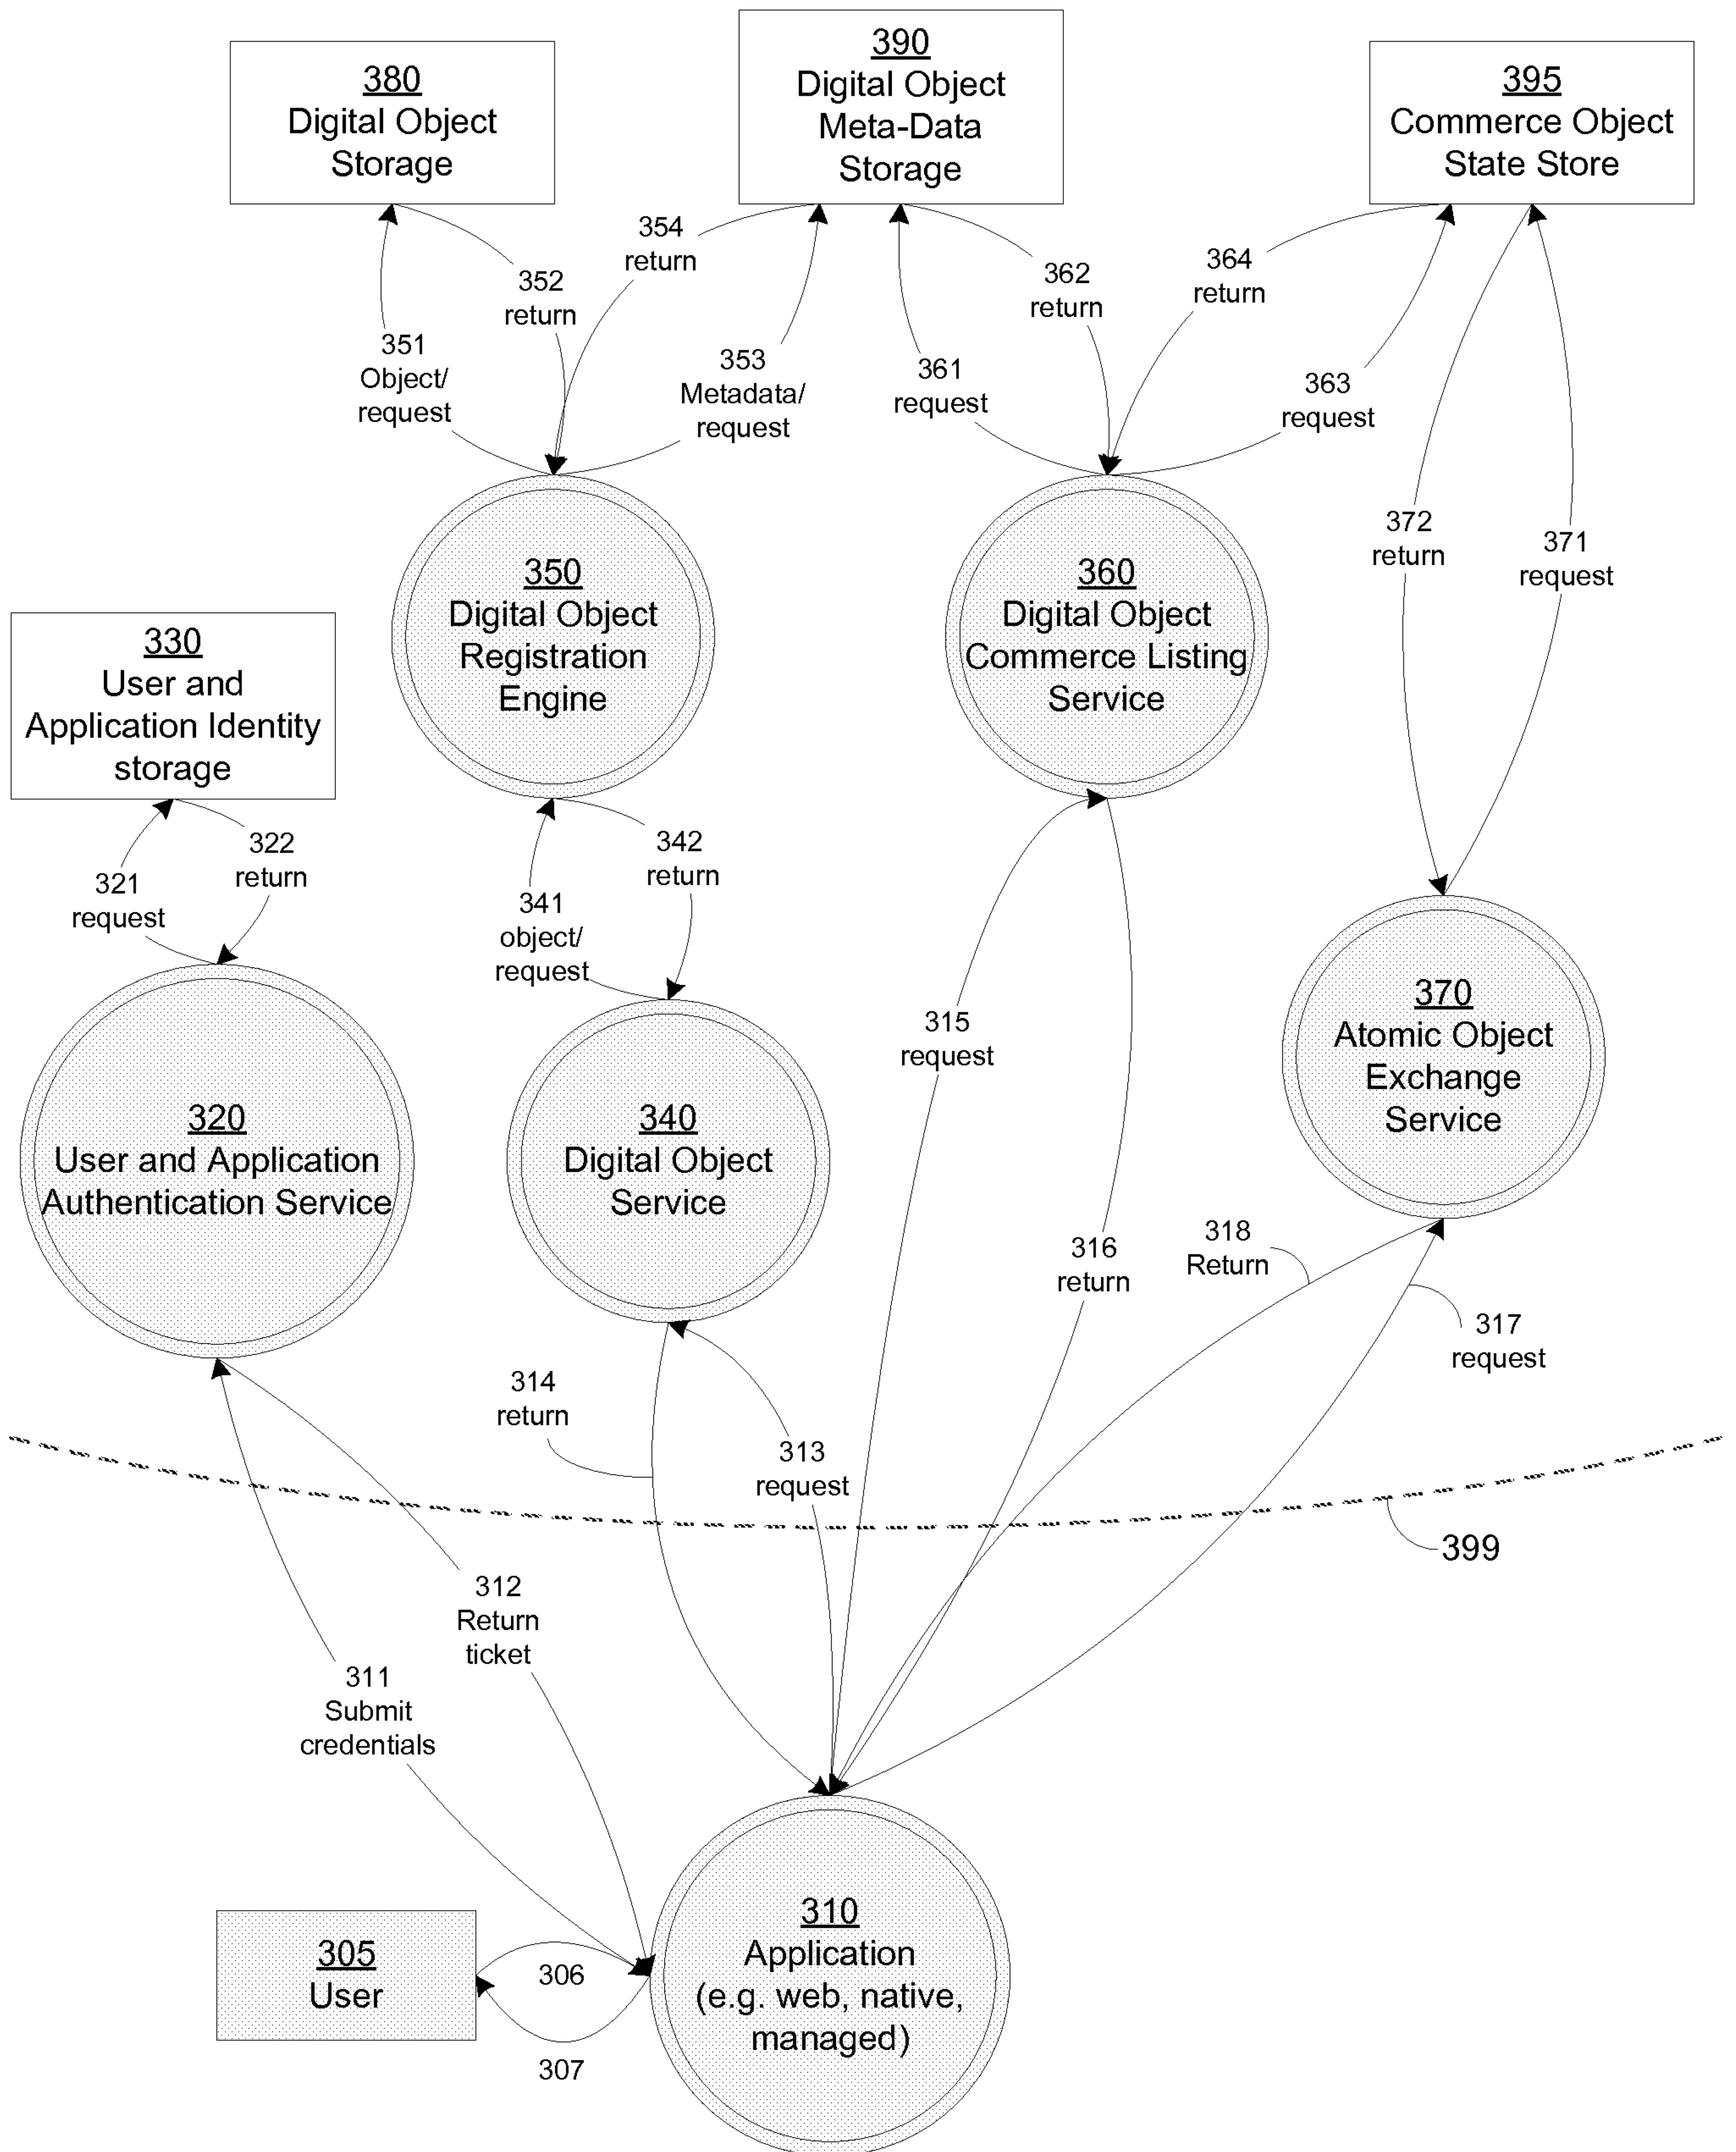 380
Digital Object
Storage
390
Digital Object
Meta-Data
Storage
395
Commerce Object
State Store
354
return
352
return
362
return
364
return
351
Object/
request
353
Metadata/
request
361
request
363
request
372
return
371
request
350
Digital Object
Registration
Engine
360
Digital Object
Commerce Listing
Service
330
User and
Application Identity
storage
322
return
321
request
342
return
341
object/
request
315
request
370
Atomic Object
Exchange
Service
320
User and Application
Authentication Service
340
Digital Object
Service
318
Return
316
return
317
request
314
return
313
request
399
312
Return
ticket
311
Submit
credentials
310
Application
(e.g. web, native,
managed)
305
User
306
307